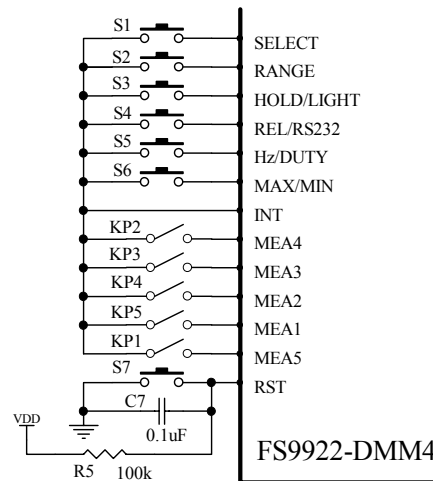 S1
SELECT
S2
RANGE
S3
HOLD/LIGHT
S4
REL/RS232
S5
Hz/DUTY
S6
MAX/MIN
INT
KP2
MEA4
KP3
MEA3
KP4
MEA2
KP5
MEA1
KP1
MEA5
S7
RST
C7
VDD
0.1uF
R5 100k
FS9922-DMM4